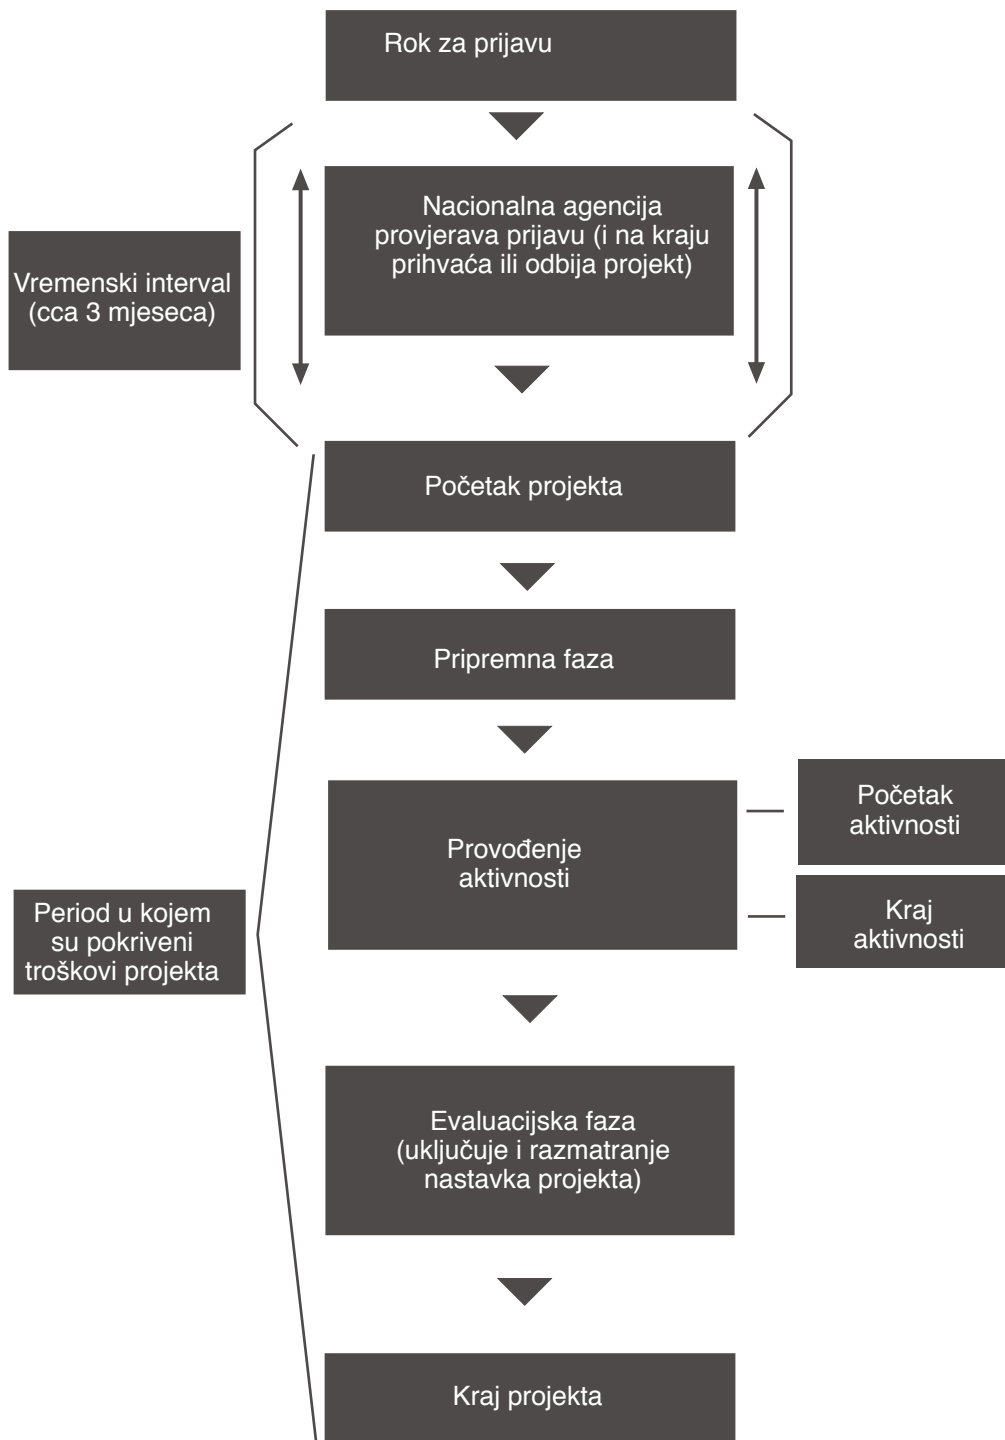 Rok za prijavu
Nacionalna agencija
provjerava prijavu (i na kraju
prihvaća ili odbija projekt)
Vremenski interval
(cca 3 mjeseca)
Početak projekta
Pripremna faza
Provođenje
aktivnosti
Početak
aktivnosti
Kraj
aktivnosti
Period u kojem
su pokriveni
troškovi projekta
Evaluacijska faza
(uključuje i razmatranje
nastavka projekta)
Kraj projekta